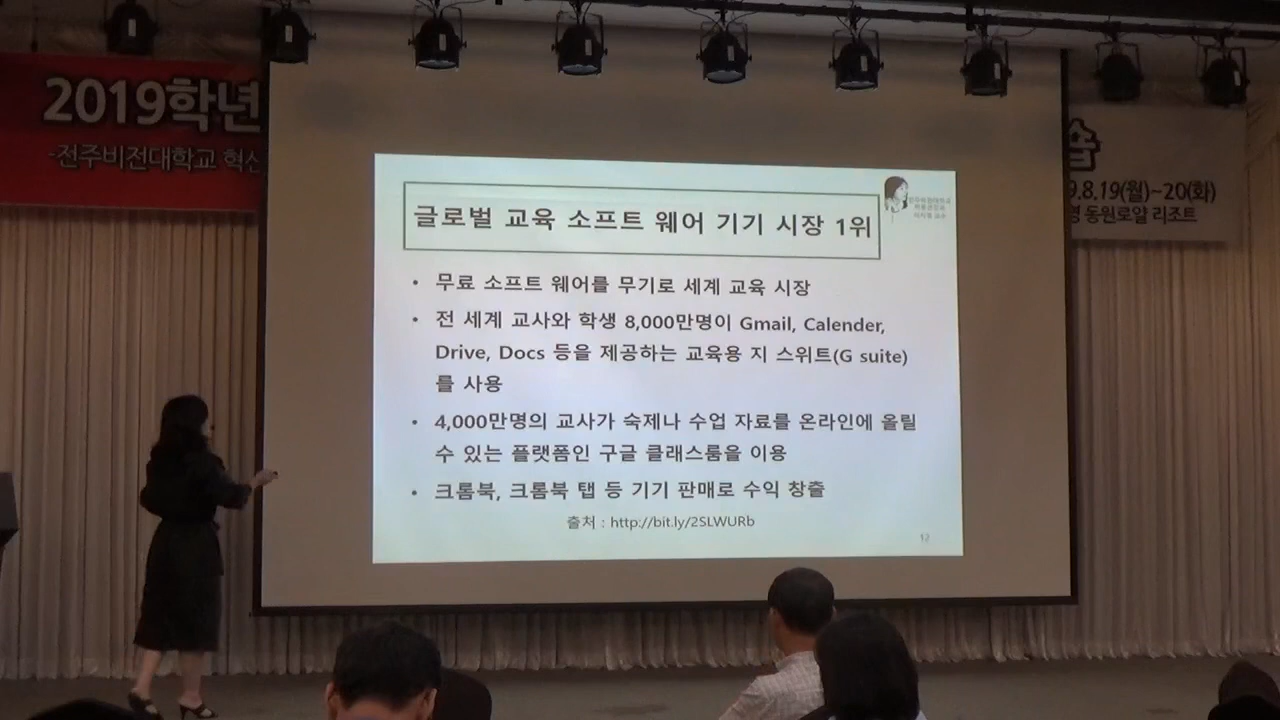 2019학년
-전주비전대학교 혁신
습
9.8.19(월)~20(화)
동원로얄 리조트
글로벌 교육 소프트 웨어 기기 시장 1위
• 무료 소프트 웨어를 무기로 세계 교육 시장
• 전 세계 교사와 학생 8,000만명이 Gmail, Calender,
Drive, Docs 등을 제공하는 교육용 지 스위트(G suite)
를 사용
• 4,000만명의 교사가 숙제나 수업 자료를 온라인에 올릴
수 있는 플랫폼인 구글 클래스룸을 이용
• 크롬북, 크롬북 탭 등 기기 판매로 수익 창출
출처 : http://bit.ly/2SLWURb
12